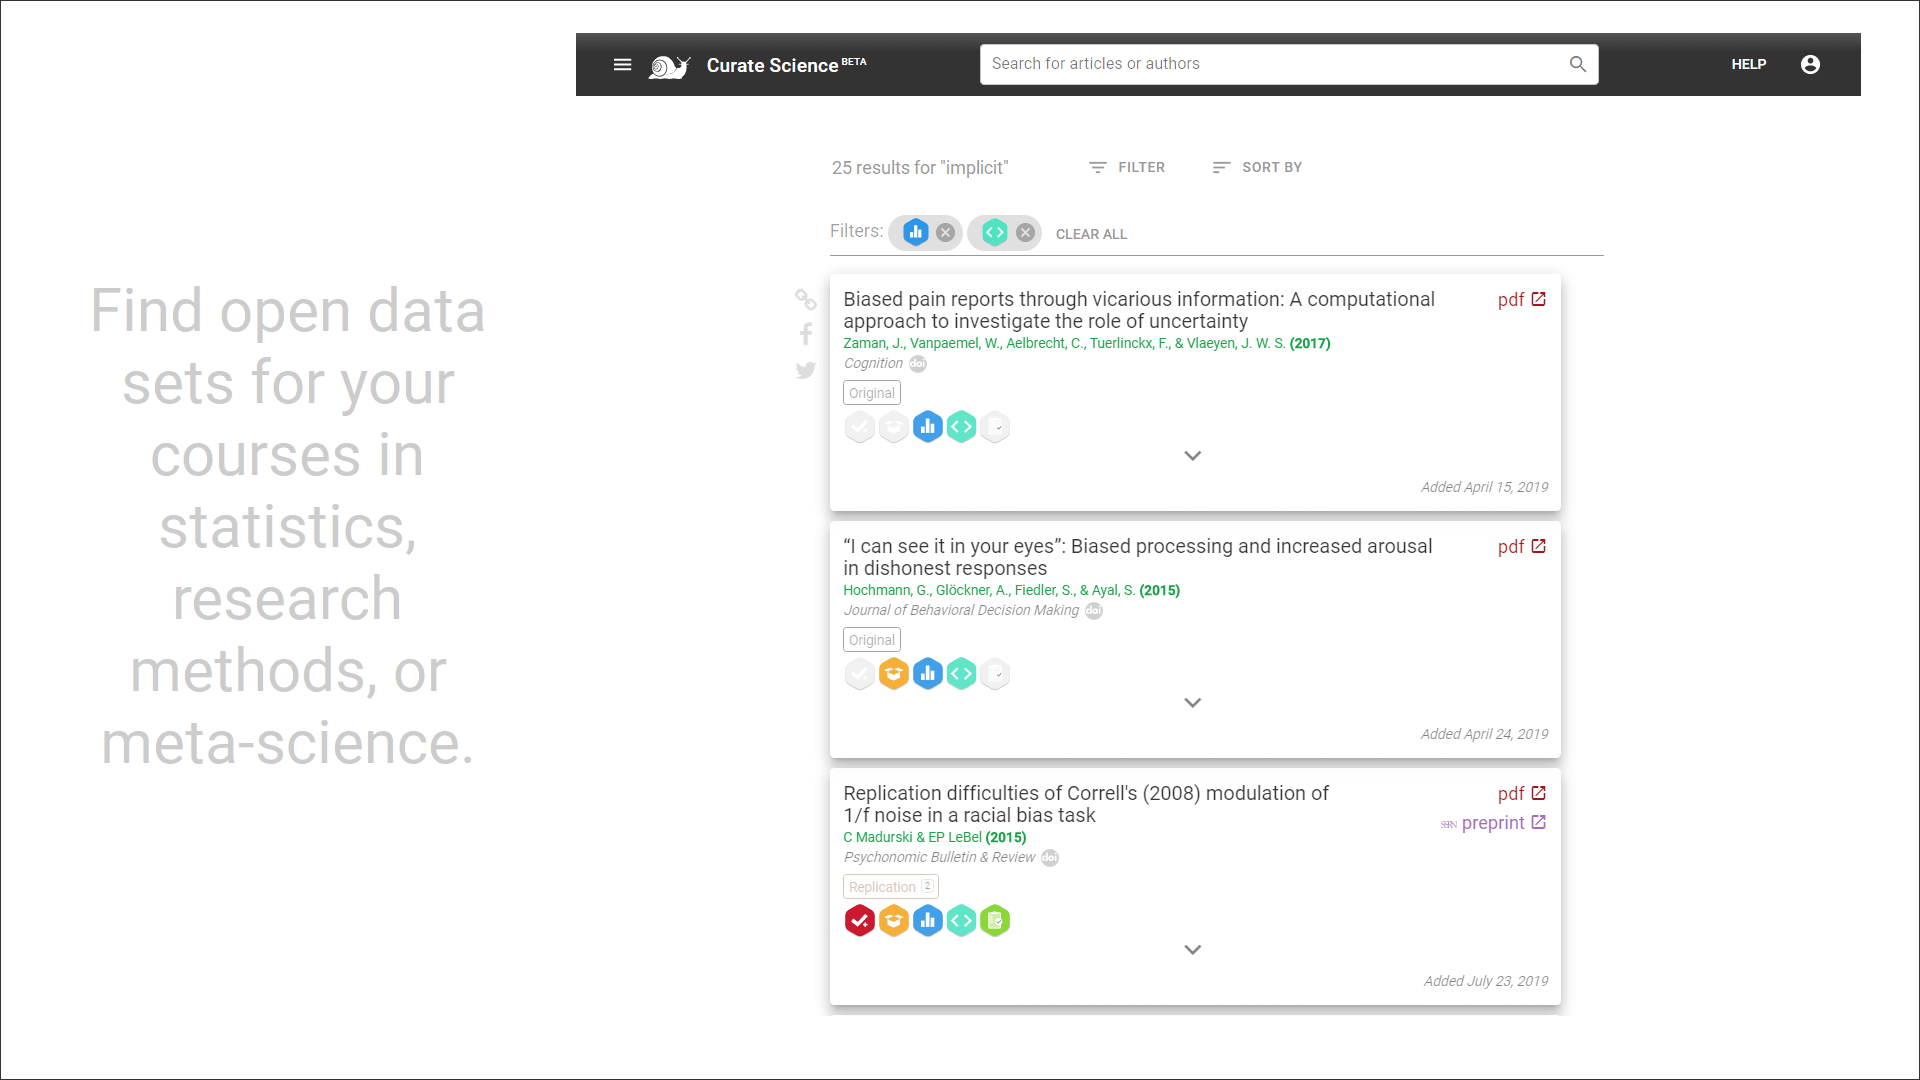 Curate Science BETA
Search for articles or authors
HELP
25 results for "implicit"
FILTER
SORT BY
Filters:
CLEAR ALL
Find open data
sets for your
courses in
statistics,
research
methods, or
meta-science.
Biased pain reports through vicarious information: A computational
approach to investigate the role of uncertainty
pdf
Zaman, J., Vanpaemel, W., Aelbrecht, C., Tuerlinckx, F., & Vlaeyen, J. W. S. (2017)
Cognition doi
Original
Added April 15, 2019
“I can see it in your eyes”: Biased processing and increased arousal
in dishonest responses
pdf
Hochmann, G., Glöckner, A., Fiedler, S., & Ayal, S. (2015)
Journal of Behavioral Decision Making doi
Original
Added April 24, 2019
Replication difficulties of Correll's (2008) modulation of
1/f noise in a racial bias task
pdf
SSRN preprint
C Madurski & EP LeBel (2015)
Psychonomic Bulletin & Review doi
Replication 2
Added July 23, 2019